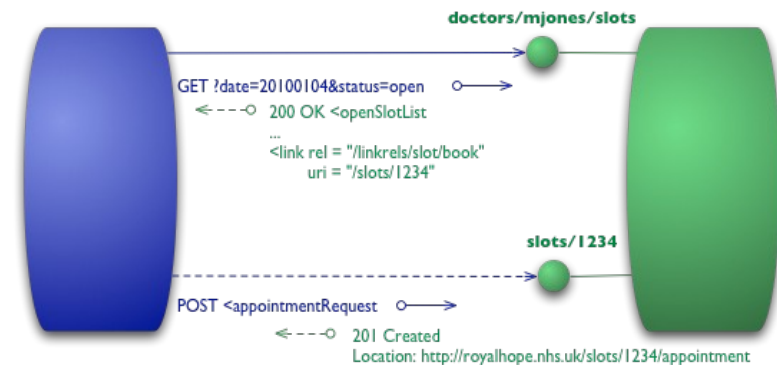 doctors/mjones/slots
GET ?date=20100104&status=open
200 OK <openSlotList
...
<link rel = "/linkrels/slot/book"
uri = "/slots/1234"
slots/1234
POST <appointmentRequest
201 Created
Location: http://royalhope.nhs.uk/slots/1234/appointment